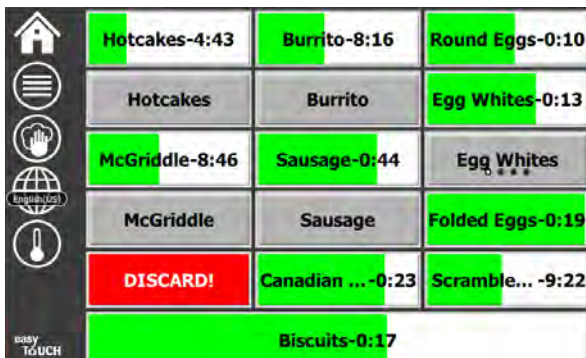 Hotcakes-4:43
Burrito-8:16
Round Eggs-0:10
Hotcakes
Burrito
Egg Whites-0:13
McGriddle-8:46
Sausage-0:44
Egg Whites
English(US)
McGriddle
Sausage
Folded Eggs-0:19
DISCARD!
Canadian ...-0:23
Scramble... -9:22
Biscuits-0:17
easy
ToUCH